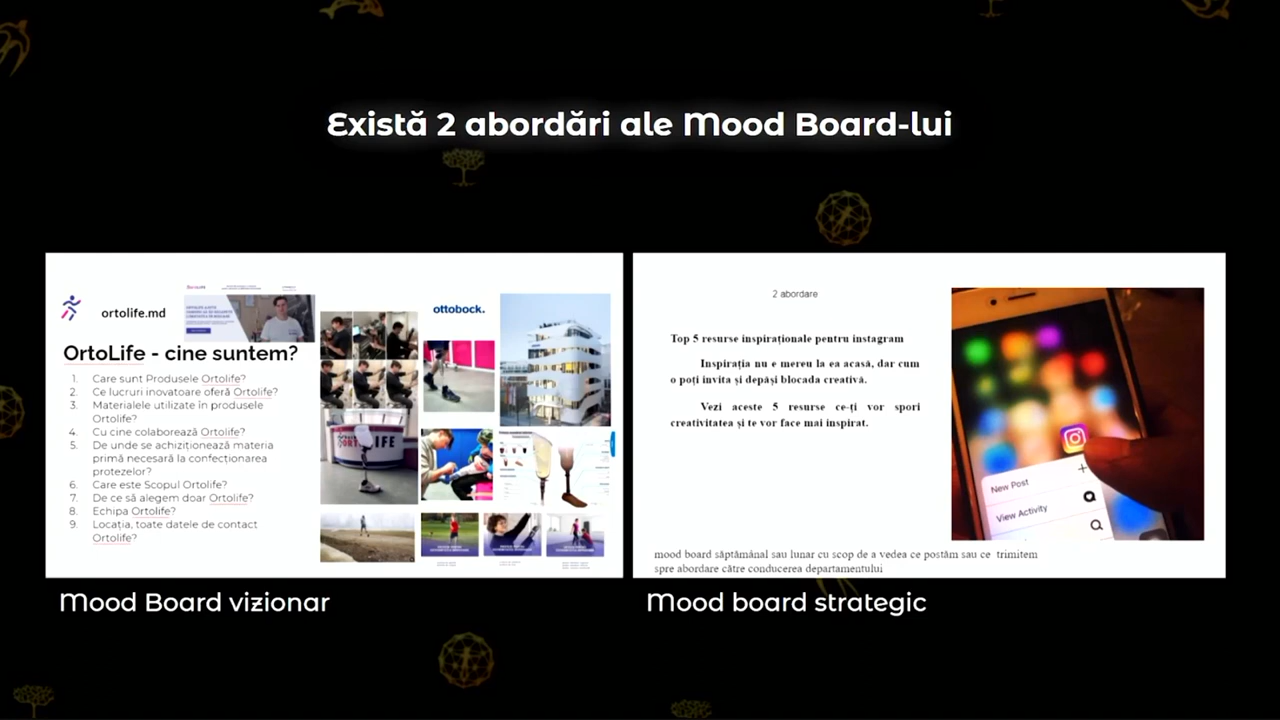 Există 2 abordări ale Mood Board-lui
ortolife.md
OrtoLife - cine suntem?
1. Care sunt Produsele Ortolife?
2. Ce lucruri inovatoare oferă Ortolife?
3. Materialele utilizate în produsele
Ortolife?
4. Cu cine colaborează Ortolife?
5. De unde se achiziționează materia
primă necesară la confecționarea
protezelor?
6. Care este Scopul Ortolife?
7. De ce să alegem doar Ortolife?
8. Echipa Ortolife?
9. Locația, toate datele de contact
Ortolife?
ottobock.
LIFE
Mood Board vizionar
2 abordare
Top 5 resurse inspiraționale pentru instagram
Inspirația nu e mereu la ea acasă, dar cum
o poți invita și depăși blocada creativă.
Vezi aceste 5 resurse ce-ți vor spori
creativitatea și te vor face mai inspirat.
New Post
View Activity
mood board săptămânal sau lunar cu scop de a vedea ce postăm sau ce trimitem
spre abordare către conducerea departamentului
Mood board strategic